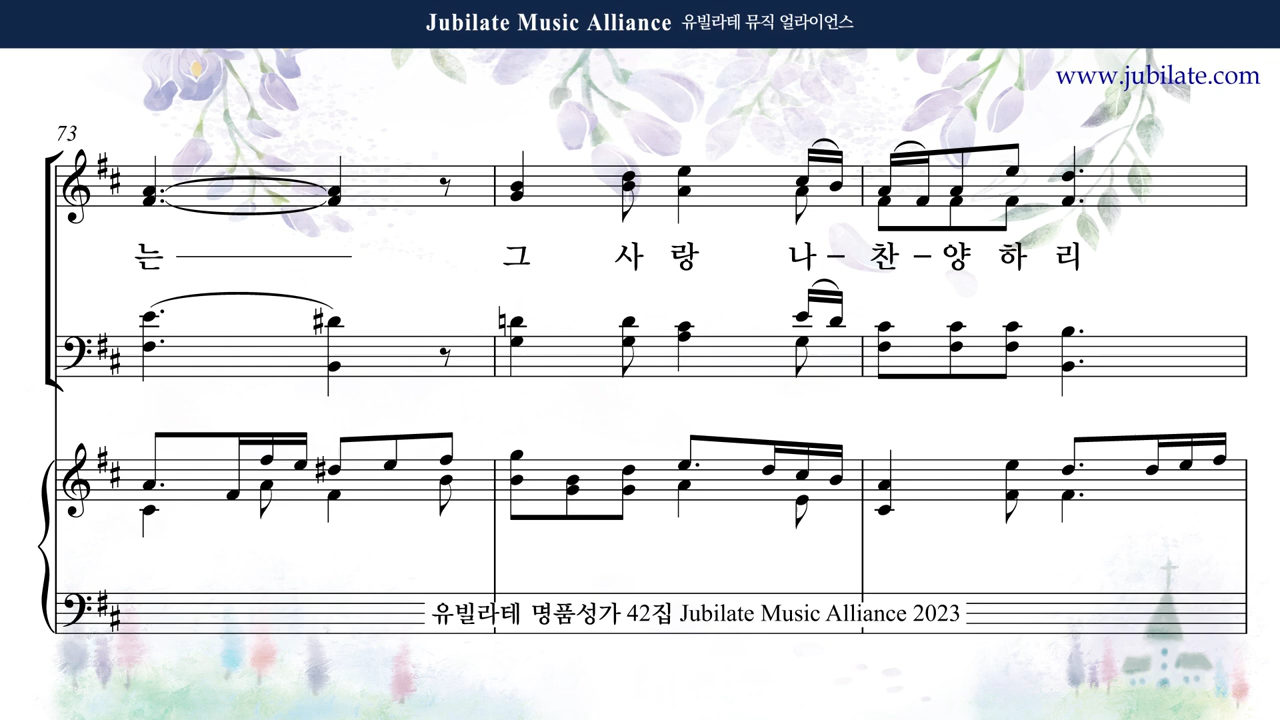 Jubilate Music Alliance 유빌라테 뮤직 얼라이언스
www.jubilate.com
73
는 그 사 랑 나 – 찬 – 양 하 리
유빌라테 명품성가 42집 Jubilate Music Alliance 2023